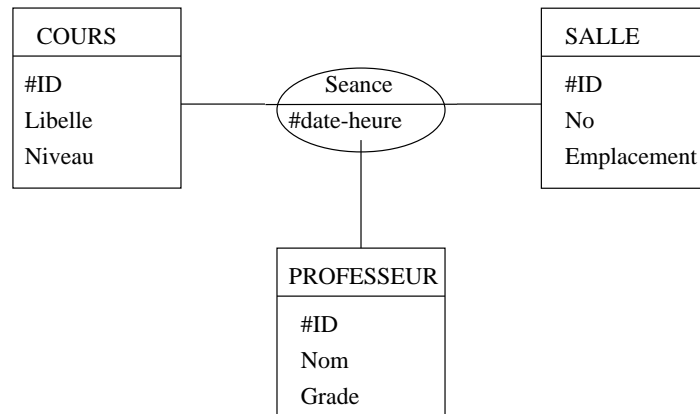 COURS
#ID
Libelle
Niveau
Seance
#date-heure
SALLE
#ID
No
Emplacement
PROFESSEUR
#ID
Nom
Grade